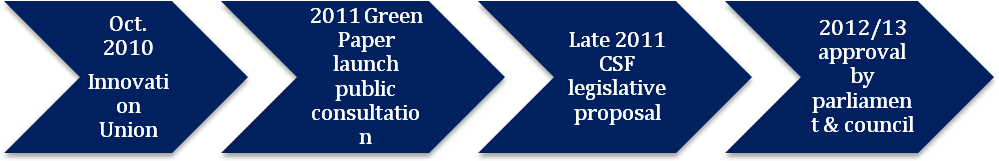 Oct.
2010
Innovati
on
Union
2011 Green
Paper
launch
public
consultatio
n
Late 2011
CSF
legislative
proposal
2012/13
approval
by
parliamen
t & council